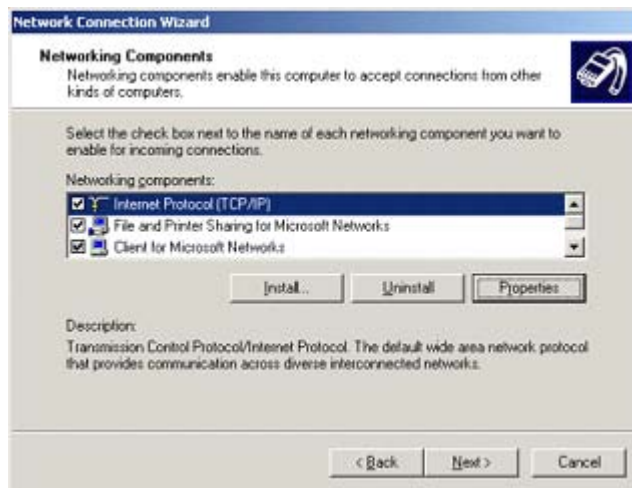 Network Connection Wizard
Networking Components
Networking components enable this computer to accept connections from other
kinds of computers.
Select the check box next to the name of each networking component you want to
enable for incoming connections.
Networking components:
Internet Protocol (TCP/IP)
File and Printer Sharing for Microsoft Networks
Client for Microsoft Networks
Install... Uninstall Properties
Description:
Transmission Control Protocol/Internet Protocol. The default wide area network protocol
that provides communication across diverse interconnected networks.
< Back Next > Cancel